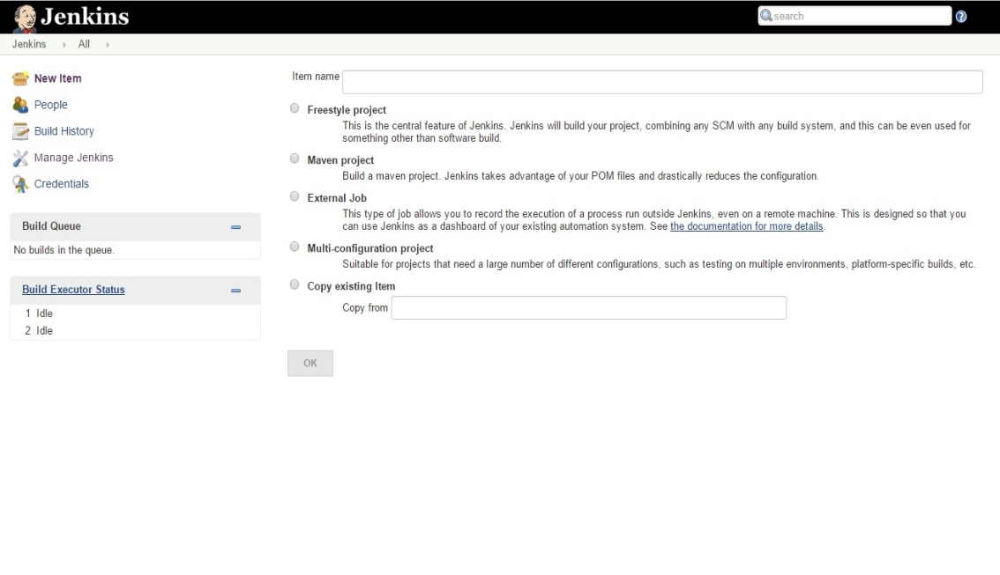 Jenkins
search
Jenkins All
New Item
People
Build History
Manage Jenkins
Credentials
Build Queue
No builds in the queue.
Build Executor Status
1 Idle
2 Idle
Item name
Freestyle project
This is the central feature of Jenkins. Jenkins will build your project, combining any SCM with any build system, and this can be even used for
something other than software build.
Maven project
Build a maven project. Jenkins takes advantage of your POM files and drastically reduces the configuration.
External Job
This type of job allows you to record the execution of a process run outside Jenkins, even on a remote machine. This is designed so that you
can use Jenkins as a dashboard of your existing automation system. See the documentation for more details.
Multi-configuration project
Suitable for projects that need a large number of different configurations, such as testing on multiple environments, platform-specific builds, etc.
Copy existing Item
Copy from
OK